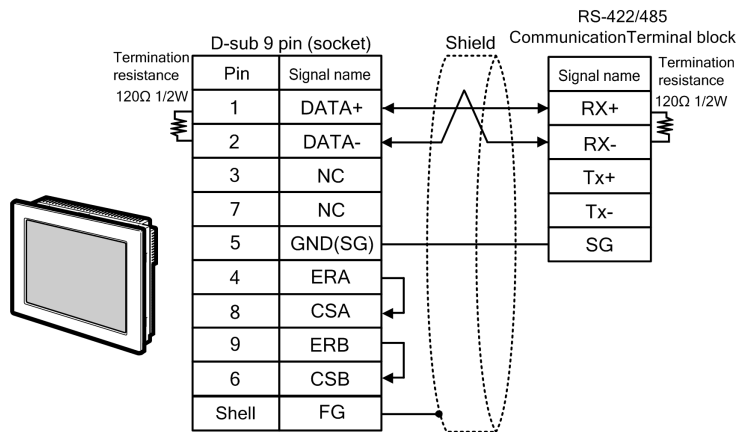 RS-422/485
CommunicationTerminal block
D-sub 9 pin (socket)
Shield
Termination
resistance
120Ω 1/2W
Termination
resistance
120Ω 1/2W
Pin Signal name
1 DATA+
2 DATA-
3 NC
7 NC
5 GND(SG)
4 ERA
8 CSA
9 ERB
6 CSB
Shell FG
Signal name
RX+
RX-
Tx+
Tx-
SG